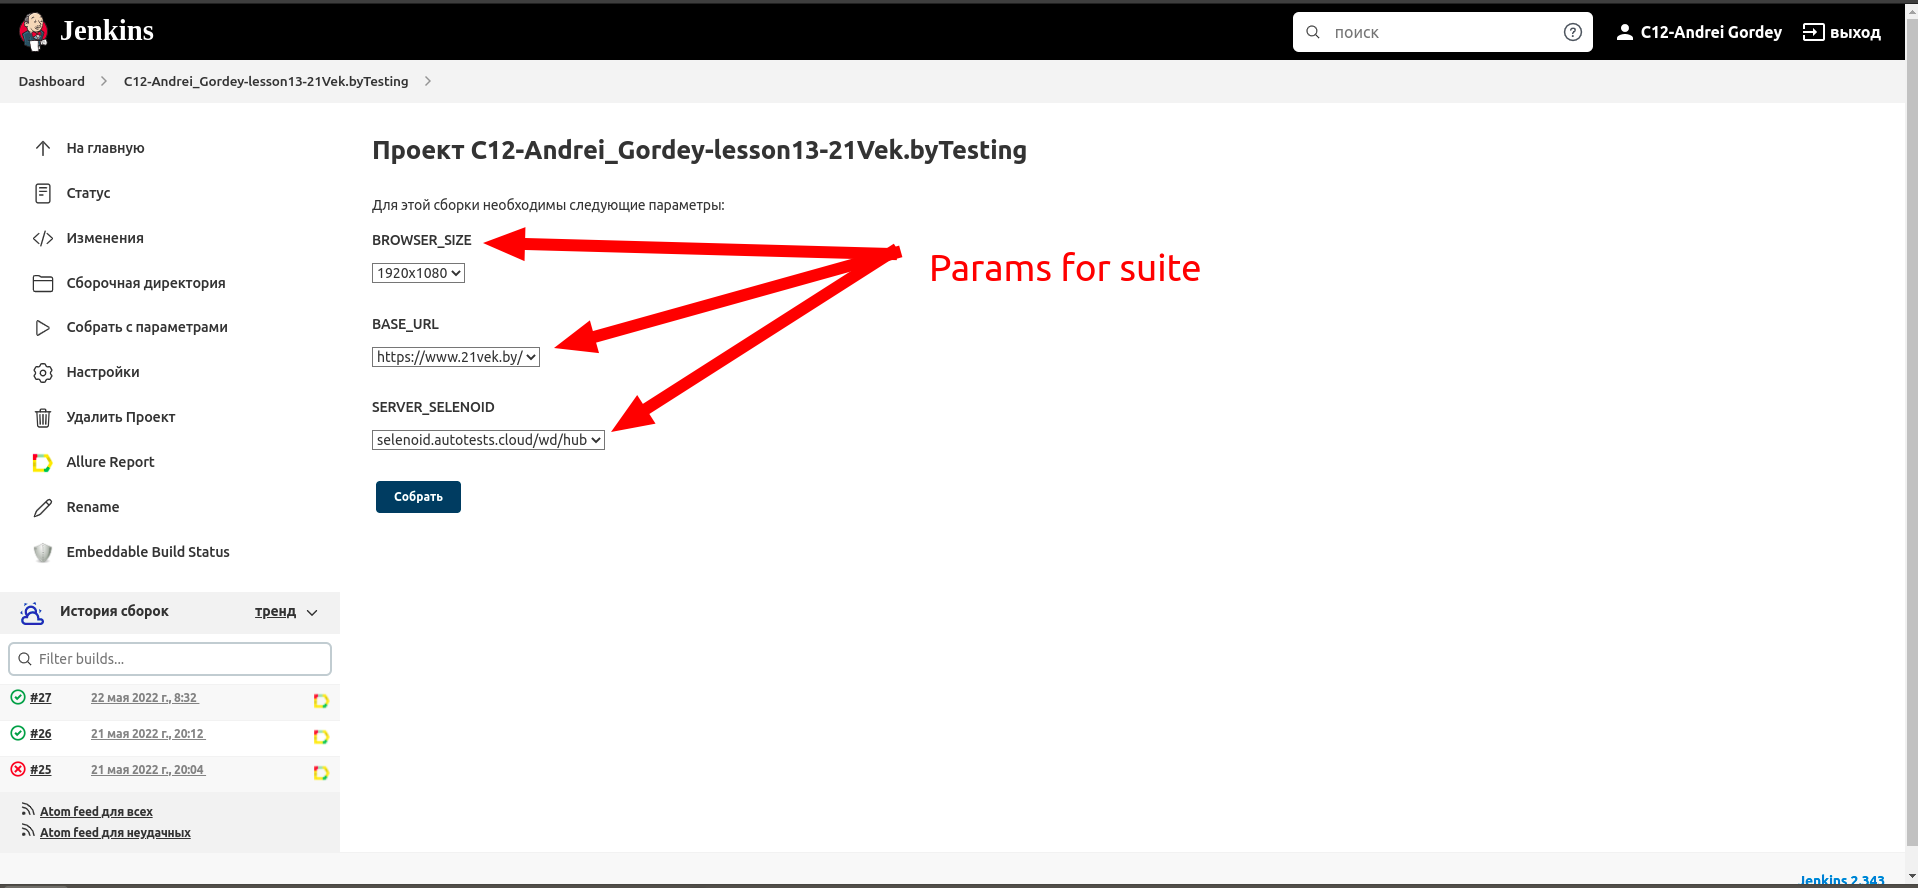 Jenkins
поиск
C12-Andrei Gordey
выход
Dashboard
C12-Andrei_Gordey-lesson13-21Vek.byTesting
На главную
Статус
Изменения
Сборочная директория
Собрать с параметрами
Настройки
Удалить Проект
Allure Report
Rename
Embeddable Build Status
История сборок
тренд
Filter builds...
#27 22 мая 2022 г., 8:32
#26 21 мая 2022 г., 20:12
#25 21 мая 2022 г., 20:04
Atom feed для всех
Atom feed для неудачных
Проект C12-Andrei_Gordey-lesson13-21Vek.byTesting
Для этой сборки необходимы следующие параметры:
BROWSER_SIZE
1920x1080
BASE_URL
https://www.21vek.by/
SERVER_SELENOID
selenoid.autotests.cloud/wd/hub
Собрать
Params for suite
Jenkins 2.343